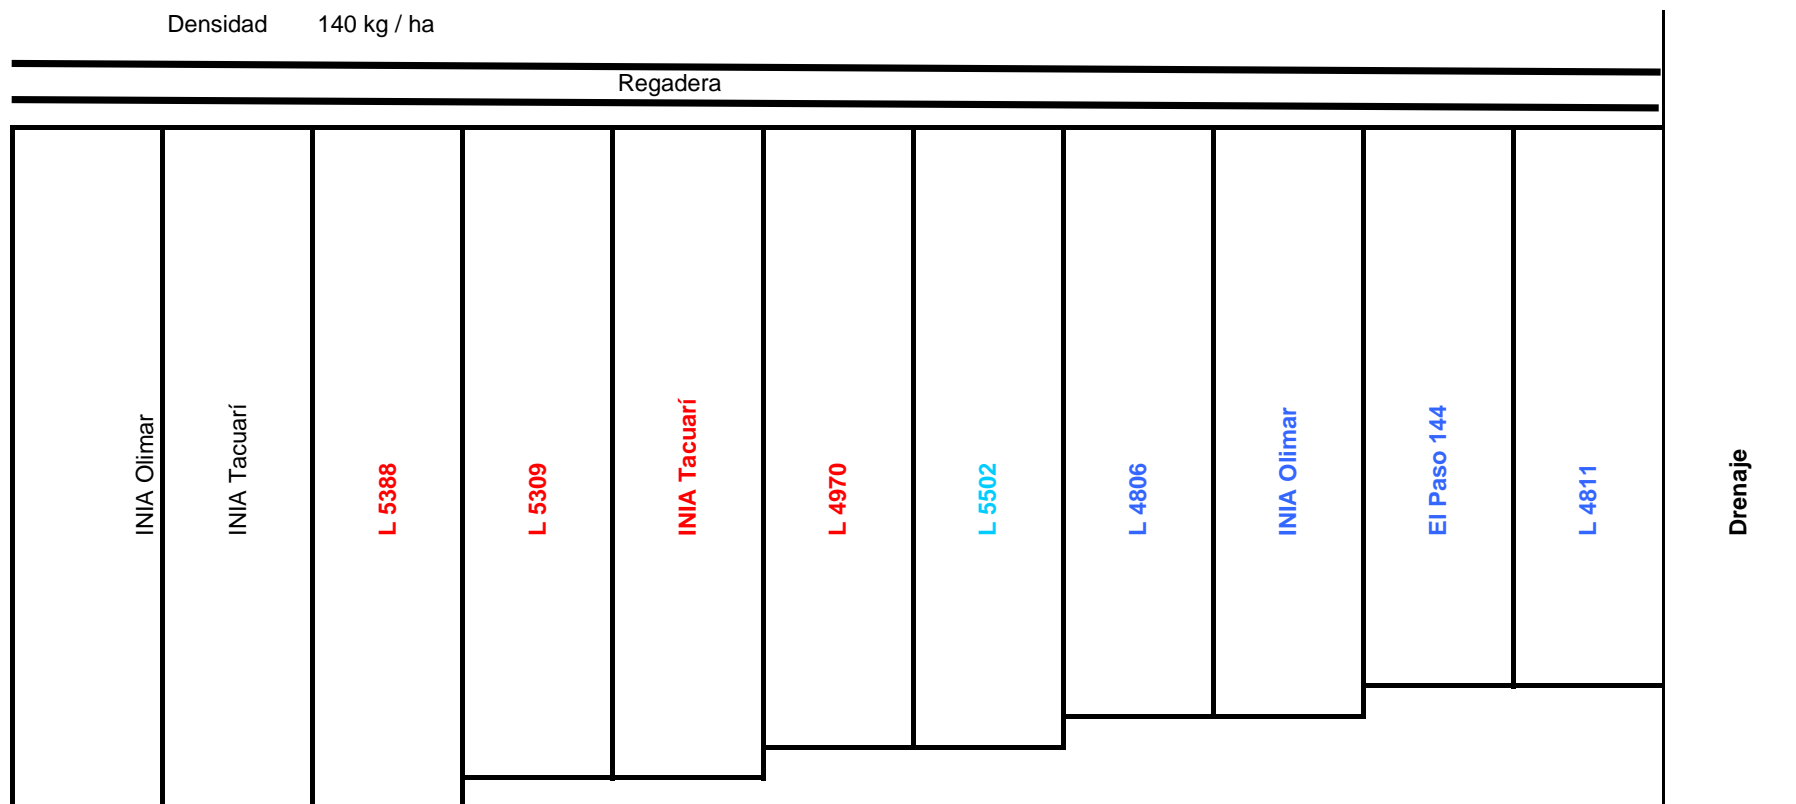 Densidad 140 kg / ha
Regadera
INIA Olimar
INIA Tacuarí
L 5388
L 5309
INIA Tacuarí
L 4970
L 5502
L 4806
INIA Olimar
El Paso 144
L 4811
Drenaje